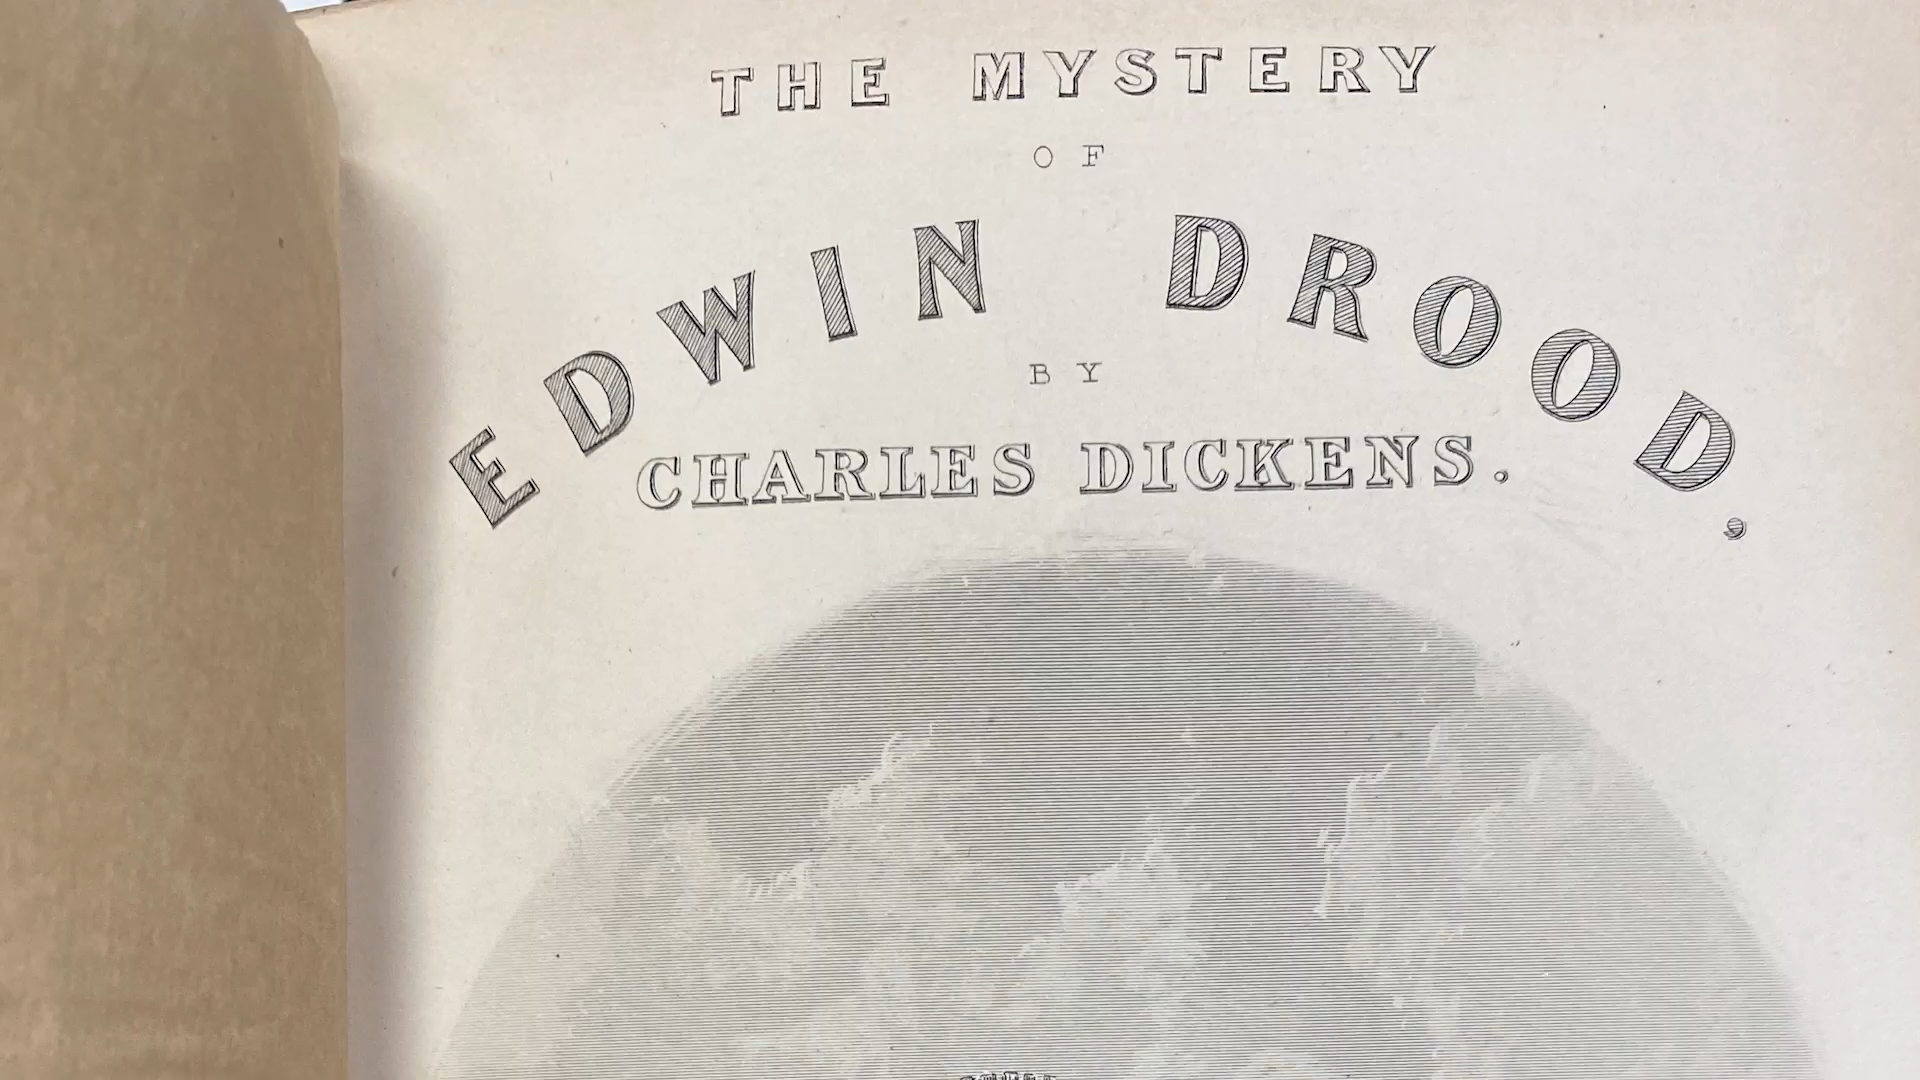 THE MYSTERY
OF
EDWIN DROOD,
BY
CHARLES DICKENS.